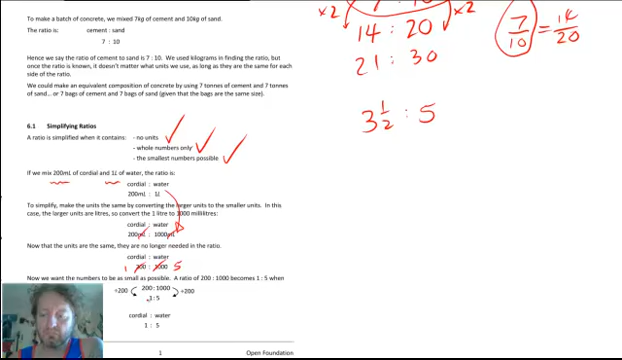 To make a batch of concrete, we mixed 7kg of cement and 10kg of sand.
The ratio is: cement : sand
7 : 10
Hence we say the ratio of cement to sand is 7 : 10. We used kilograms in finding the ratio, but
once the ratio is known, it doesn't matter what units we use, as long as they are the same for each
side of the ratio.
We could make an equivalent composition of concrete by using 7 tonnes of cement and 7 tonnes
of sand... or 7 bags of cement and 7 bags of sand (given that the bags are the same size).
6.1 Simplifying Ratios
A ratio is simplified when it contains: - no units
- whole numbers only
- the smallest numbers possible
If we mix 200mL of cordial and 1L of water, the ratio is:
cordial : water
200mL : 1L
To simplify, make the units the same by converting the larger units to the smaller units. In this
case, the larger units are litres, so convert the 1 litre to 1000 millilitres:
cordial : water
200mL : 1000mL
Now that the units are the same, they are no longer needed in the ratio.
cordial : water
1 200 : 1000 5
Now we want the numbers to be as small as possible. A ratio of 200 : 1000 becomes 1 : 5 when
÷200 200 : 1000 ÷200
1 : 5
cordial : water
1 : 5
1 Open Foundation
×2 ×2
14 : 20
21 : 30
3 1/2 : 5
7/10 = 14/20